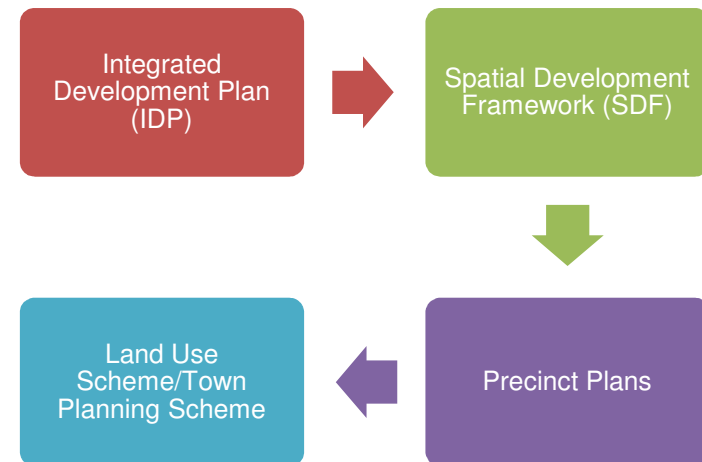 Integrated
Development Plan
(IDP)
Spatial Development
Framework (SDF)
Land Use
Scheme/Town
Planning Scheme
Precinct Plans